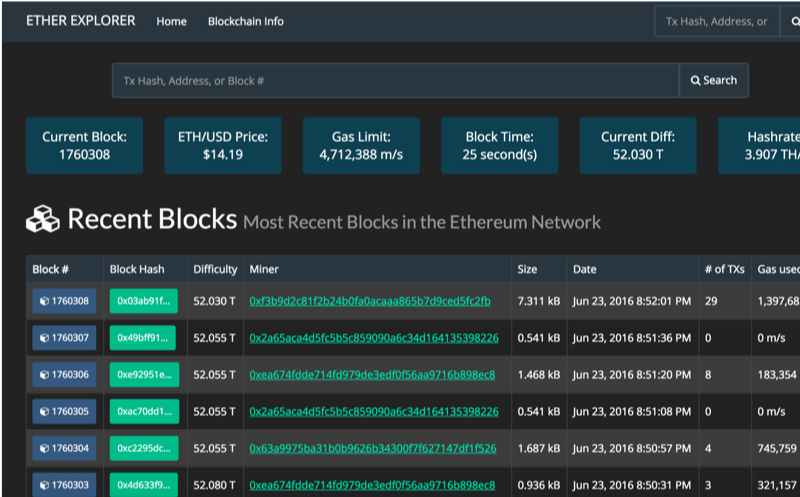 ETHER EXPLORER Home Blockchain Info Tx Hash, Address, or
Tx Hash, Address, or Block # Search
Current Block: ETH/USD Price: Gas Limit: Block Time: Current Diff: Hashrate
1760308 $14.19 4,712,388 m/s 25 second(s) 52.030 T 3.907 TH/
Recent Blocks Most Recent Blocks in the Ethereum Network
Block # Block Hash Difficulty Miner Size Date # of TXs Gas used
1760308 0x03ab91f... 52.030 T 0xf3b9d2c81f2b24b0fa0acaaa865b7d9ced5fc2fb 7.311 kB Jun 23, 2016 8:52:01 PM 29 1,397,68
1760307 0x49bff91... 52.055 T 0x2a65aca4d5fc5b5c859090a6c34d164135398226 0.541 kB Jun 23, 2016 8:51:36 PM 0 0 m/s
1760306 0xe92951e... 52.055 T 0xea674fdde714fd979de3edf0f56aa9716b898ec8 1.468 kB Jun 23, 2016 8:51:20 PM 8 183,354
1760305 0xac70dd1... 52.055 T 0x2a65aca4d5fc5b5c859090a6c34d164135398226 0.541 kB Jun 23, 2016 8:51:08 PM 0 0 m/s
1760304 0xc2295dc... 52.055 T 0x63a9975ba31b0b9626b34300f7f627147df1f526 1.687 kB Jun 23, 2016 8:50:57 PM 4 745,759
1760303 0x4d633f9... 52.080 T 0xea674fdde714fd979de3edf0f56aa9716b898ec8 0.936 kB Jun 23, 2016 8:50:31 PM 3 321,157